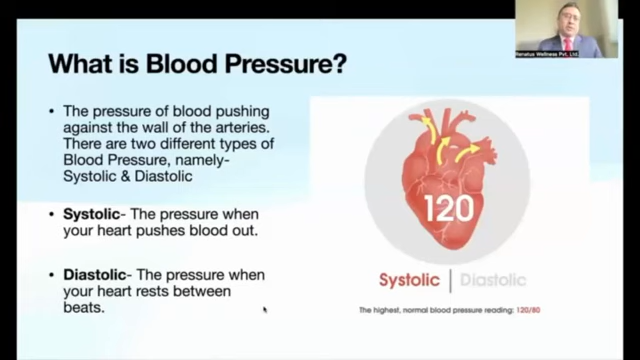 Renatus Wellness Pvt. Ltd.
What is Blood Pressure?
• The pressure of blood pushing
against the wall of the arteries.
There are two different types of
Blood Pressure, namely-
Systolic & Diastolic
• Systolic- The pressure when
your heart pushes blood out.
• Diastolic- The pressure when
your heart rests between
beats.
120
Systolic | Diastolic
The highest, normal blood pressure reading: 120/80